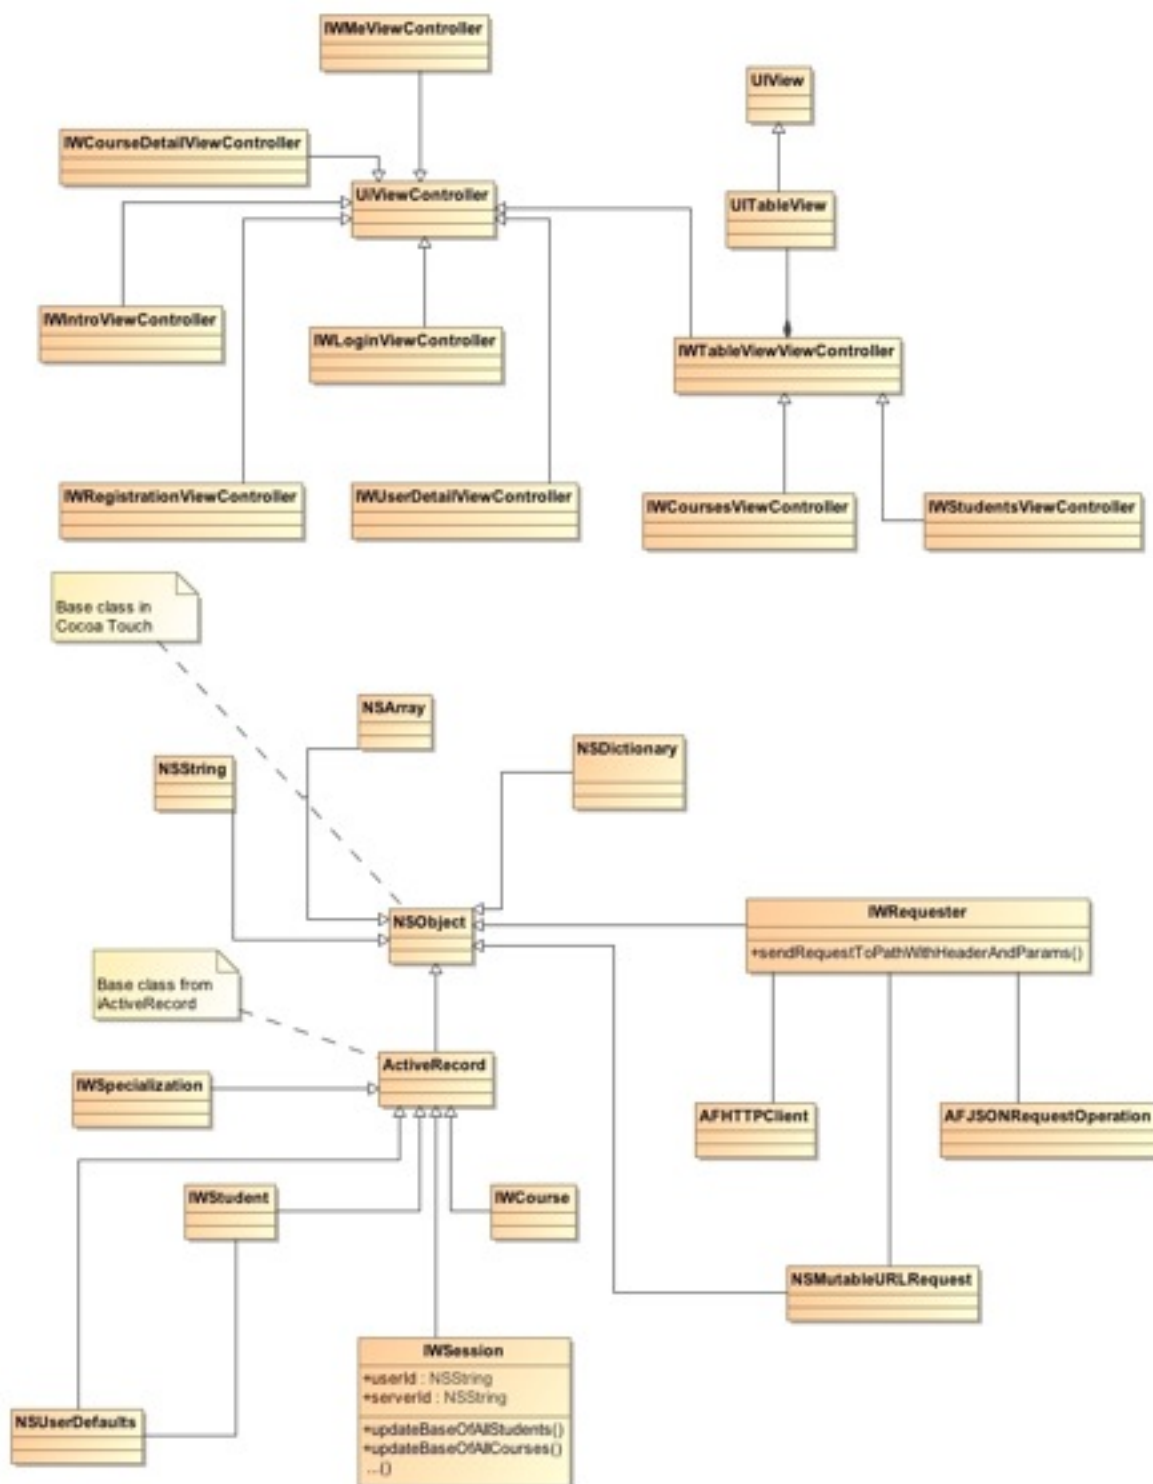 IWMeViewController
UIView
IWCourseDetailViewController
UIViewController
UITableView
IWIntroViewController
IWLoginViewController
IWTableViewViewController
IWRegistrationViewController
IWUserDetailViewController
IWCoursesViewController
IWStudentsViewController
Base class in
Cocoa Touch
NSArray
NSString
NSDictionary
NSObject
IWRequester
+sendRequestToPathWithHeaderAndParams()
Base class from
iActiveRecord
ActiveRecord
IWSpecialization
AFHTTPClient
AFJSONRequestOperation
IWStudent
IWCourse
NSMutableURLRequest
IWSession
+userId : NSString
+serverId : NSString
+updateBaseOfAllStudents()
+updateBaseOfAllCourses()
...()
NSUserDefaults